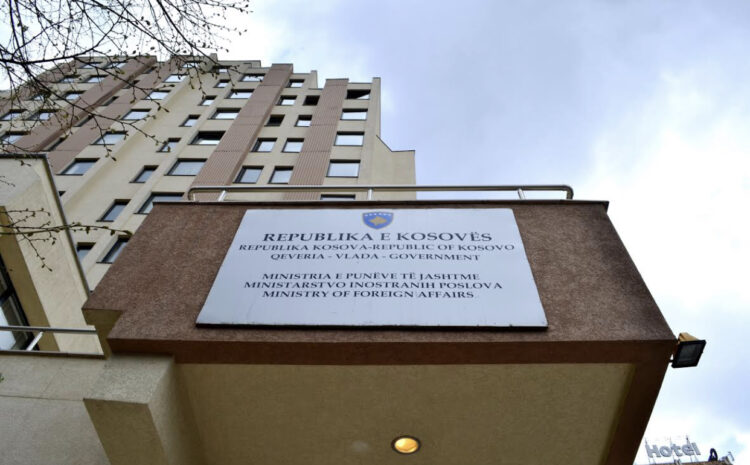 REPUBLIKA E KOSOVËS
REPUBLIKA KOSOVA-REPUBLIC OF KOSOVO
QEVERIA - VLADA - GOVERNMENT
MINISTRIA E PUNËVE TË JASHTME
MINISTARSTVO INOSTRANIH POSLOVA
MINISTRY OF FOREIGN AFFAIRS
Hotel